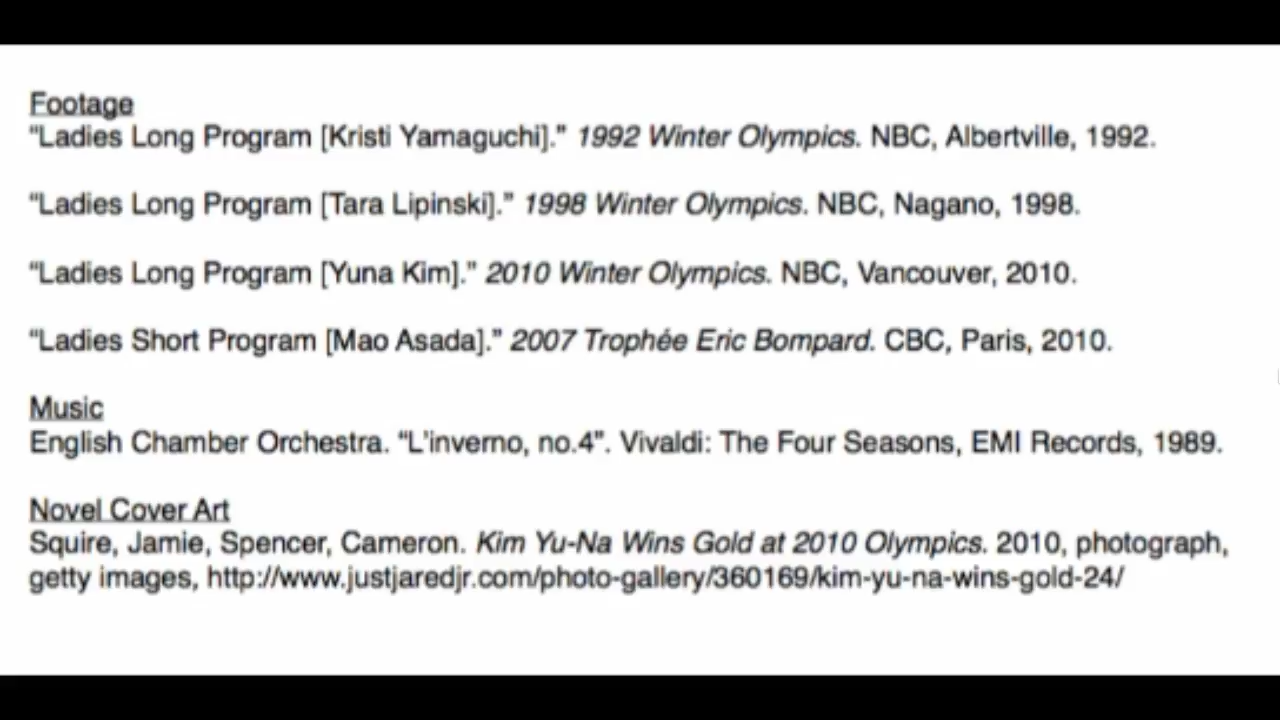 Footage
“Ladies Long Program [Kristi Yamaguchi].” 1992 Winter Olympics. NBC, Albertville, 1992.
“Ladies Long Program [Tara Lipinski].” 1998 Winter Olympics. NBC, Nagano, 1998.
“Ladies Long Program [Yuna Kim].” 2010 Winter Olympics. NBC, Vancouver, 2010.
“Ladies Short Program [Mao Asada].” 2007 Trophée Eric Bompard. CBC, Paris, 2010.
Music
English Chamber Orchestra. “L’inverno, no.4”. Vivaldi: The Four Seasons, EMI Records, 1989.
Novel Cover Art
Squire, Jamie, Spencer, Cameron. Kim Yu-Na Wins Gold at 2010 Olympics. 2010, photograph,
getty images, http://www.justjaredjr.com/photo-gallery/360169/kim-yu-na-wins-gold-24/